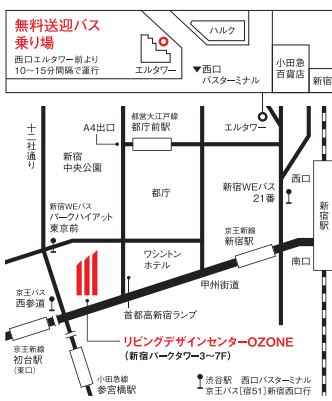 無料送迎バス
乗り場
西口エルタワー前より
10〜15分間隔で運行
ハルク
エルタワー
▼西口
バスターミナル
小田急
百貨店
新宿
十二社通り
A4出口
都営大江戸線
都庁前駅
エルタワー
新宿
中央公園
都庁
新宿WEバス
21番
西口
新宿駅
新宿WEバス
パークハイアット
東京前
ワシントン
ホテル
京王新線
新宿駅
南口
甲州街道
京王バス
西参道
首都高新宿ランプ
リビングデザインセンターOZONE
(新宿パークタワー3〜7F)
京王新線
初台駅
(東口)
小田急線
参宮橋駅
渋谷駅 西口バスターミナル
京王バス[宿51]新宿西口行